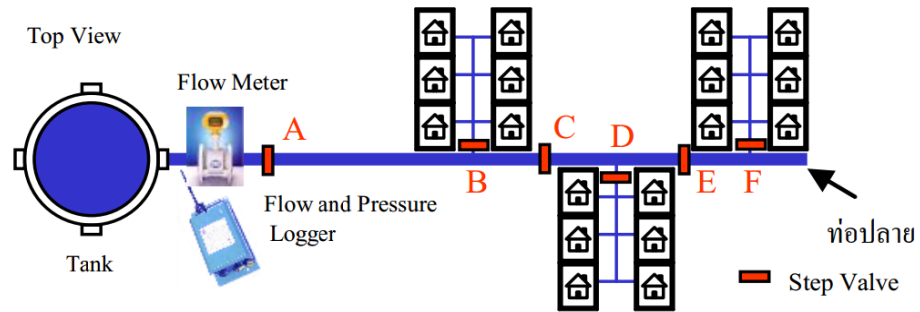 Top View
Flow Meter
A
B
C
D
E
F
Flow and Pressure
Logger
Tank
ท่อปลาย
Step Valve